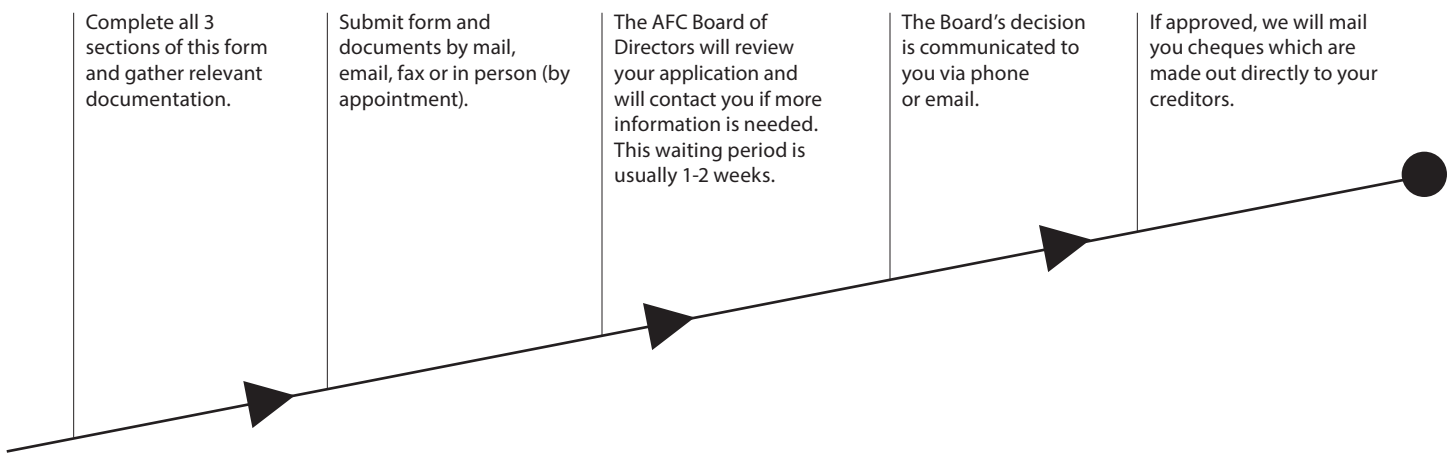 Complete all 3
sections of this form
and gather relevant
documentation.
Submit form and
documents by mail,
email, fax or in person (by
appointment).
The AFC Board of
Directors will review
your application and
will contact you if more
information is needed.
This waiting period is
usually 1-2 weeks.
The Board’s decision
is communicated to
you via phone
or email.
If approved, we will mail
you cheques which are
made out directly to your
creditors.